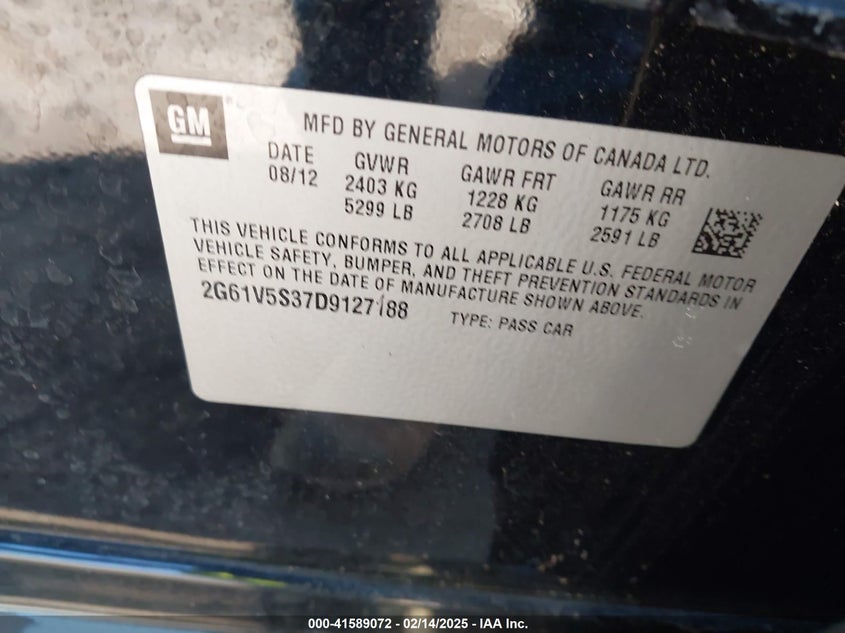 GM
MFD BY GENERAL MOTORS OF CANADA LTD.
DATE GVWR GAWR FRT GAWR RR
08/12 2403 KG 1228 KG 1175 KG
5299 LB 2708 LB 2591 LB
THIS VEHICLE CONFORMS TO ALL APPLICABLE U.S. FEDERAL MOTOR
VEHICLE SAFETY, BUMPER, AND THEFT PREVENTION STANDARDS IN
EFFECT ON THE DATE OF MANUFACTURE SHOWN ABOVE.
2G61V5S37D9127188 TYPE: PASS CAR
000-41589072 - 02/14/2025 - IAA Inc.